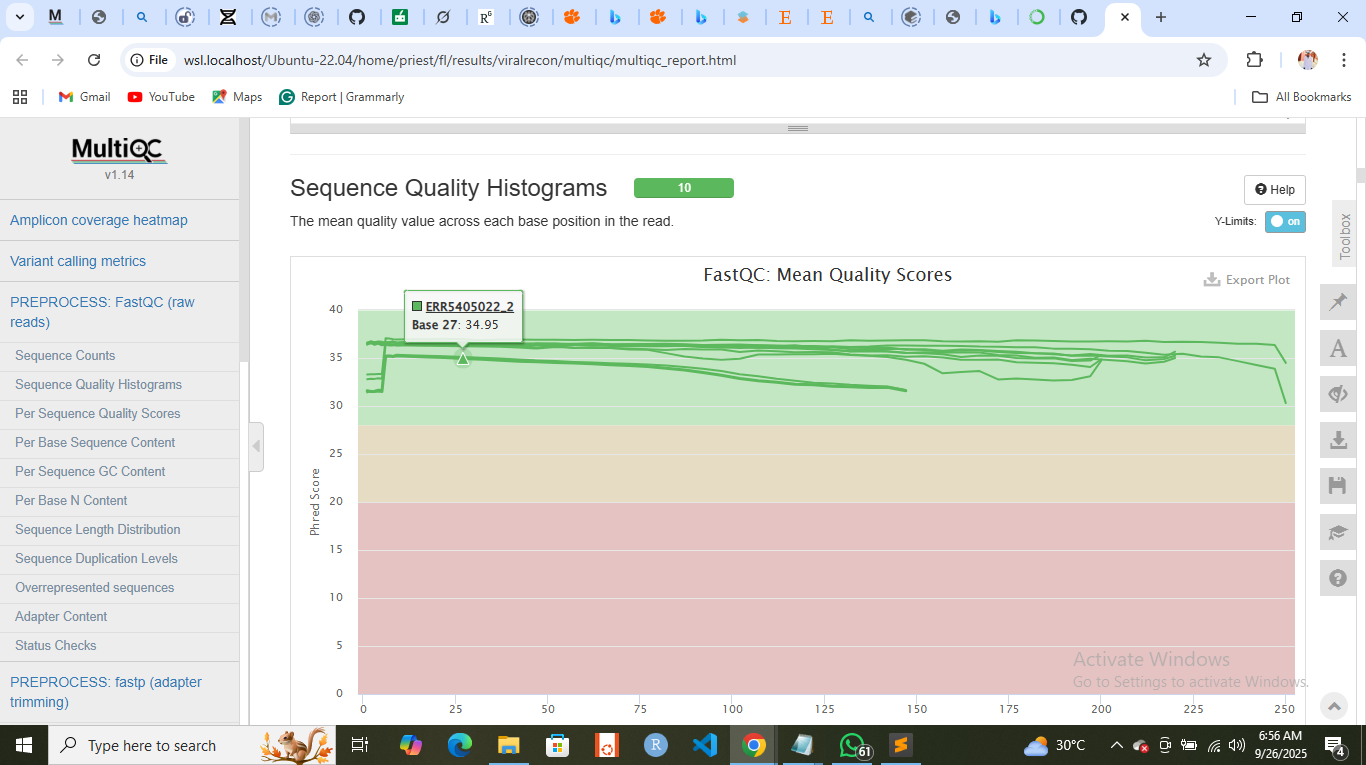 File
wsl.localhost/Ubuntu-22.04/home/priest/fl/results/viralrecon/multiqc/multiqc_report.html
Gmail
YouTube
Maps
Report | Grammarly
All Bookmarks
MultiQC
v1.14
Amplicon coverage heatmap
Variant calling metrics
PREPROCESS: FastQC (raw
reads)
Sequence Counts
Sequence Quality Histograms
Per Sequence Quality Scores
Per Base Sequence Content
Per Sequence GC Content
Per Base N Content
Sequence Length Distribution
Sequence Duplication Levels
Overrepresented sequences
Adapter Content
Status Checks
PREPROCESS: fastp (adapter
trimming)
Sequence Quality Histograms
10
Help
The mean quality value across each base position in the read.
Y-Limits: on
Toolbox
FastQC: Mean Quality Scores
Export Plot
ERR5405022_2
Base 27: 34.95
Phred Score
40
35
30
25
20
15
10
5
0
0 25 50 75 100 125 150 175 200 225 250
Activate Windows
Go to Settings to activate Windows.
Type here to search
61
30°C
6:56 AM
9/26/2025
4